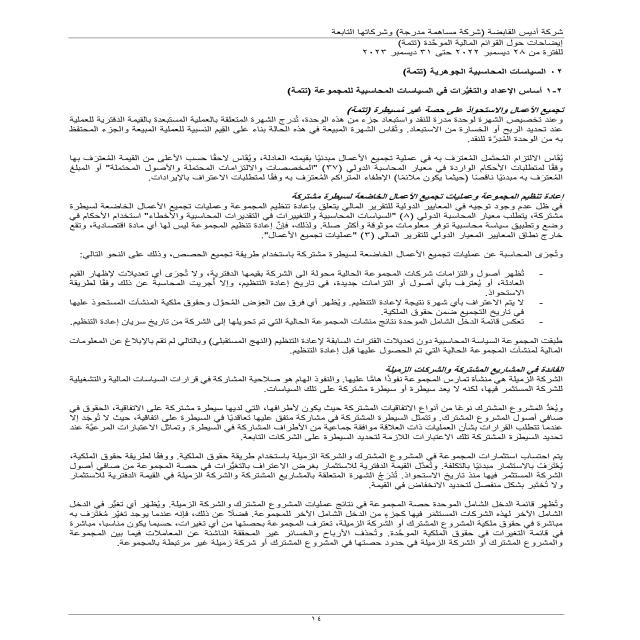 شركة أديس القابضة (شركة مساهمة مدرجة) وشركاتها التابعة
إيضاحات حول القوائم المالية الموحّدة (تتمة)
للفترة من ٢٨ ديسمبر ٢٠٢٢ حتى ٣١ ديسمبر ٢٠٢٣
٠٢ السياسات المحاسبية الجوهرية (تتمة)
٢-١ أساس الإعداد والتغيُّرات في السياسات المحاسبية للمجموعة (تتمة)
تجميع الأعمال والاستحواذ على حصة غير مُسيطرة (تتمة)
وعند تخصيص الشهرة لوحدة مدرة للنقد واستبعاد جزء من هذه الوحدة، تُدرج الشهرة المتعلقة بالعملية المستبعدة بالقيمة الدفترية للعملية
عند تحديد الربح أو الخسارة من الاستبعاد. وتُقاس الشهرة المبيعة في هذه الحالة بناء على القيم النسبية للعملية المبيعة والجزء المحتفظ
به من الوحدة المُدرَّة للنقد.
يُقاس الالتزام المُحتمل المُعترف به في عملية تجميع الأعمال مبدئيًا بقيمته العادلة، ويُقاس لاحقًا حسب الأعلى من القيمة المُعترف بها
وفقًا لمتطلبات الأحكام الواردة في معيار المحاسبة الدولي (٣٧) "المخصصات والالتزامات المحتملة والأصول المحتملة" أو المبلغ
المُعترف به مبدئيًا ناقصًا (حيثما يكون ملائمًا) الإطفاء المتراكم المُعترف به وفقًا لمتطلبات الاعتراف بالإيرادات.
إعادة تنظيم المجموعة وعمليات تجميع الأعمال الخاضعة لسيطرة مشتركة
في ظل عدم وجود توجيه في المعايير الدولية للتقرير المالي يتعلق بإعادة تنظيم المجموعة وعمليات تجميع الأعمال الخاضعة لسيطرة
مشتركة، يتطلب معيار المحاسبة الدولي (٨) "السياسات المحاسبية والتغييرات في التقديرات المحاسبية والأخطاء" استخدام الأحكام في
وضع وتطبيق سياسة محاسبية توفر معلومات موثوقة وأكثر صلة. ولذلك، فإنَّ إعادة تنظيم المجموعة ليس لها أي مادة اقتصادية، وتقع
خارج نطاق المعايير المعيار الدولي للتقرير المالي (٣) "عمليات تجميع الأعمال".
وتُجرى المحاسبة عن عمليات تجميع الأعمال الخاضعة لسيطرة مشتركة باستخدام طريقة تجميع الحصص، وذلك على النحو التالي:
- تُظهر أصول والتزامات شركات المجموعة الحالية محولة الى الشركة بقيمها الدفترية، ولا تُجرَى أي تعديلات لإظهار القيم
العادلة، أو يُعترف بأي أصول أو التزامات جديدة، في تاريخ إعادة التنظيم، وإلا أُجريت المحاسبة عن ذلك وفقًا لطريقة
الاستحواذ.
- لا يتم الاعتراف بأي شهرة نتيجة لإعادة التنظيم. ويُظهر أي فرق بين العِوَض المُحوَّل وحقوق ملكية المنشآت المستحوذ عليها
في تاريخ التجميع ضمن حقوق الملكية.
- تعكس قائمة الدخل الشامل الموحدة نتائج منشآت المجموعة الحالية التي تم تحويلها إلى الشركة من تاريخ سريان إعادة التنظيم.
طبقت المجموعة السياسة المحاسبية دون تعديلات الفترات السابقة لإعادة التنظيم (النهج المستقبلي) وبالتالي لم تقم بالإبلاغ عن المعلومات
المالية لمنشآت المجموعة الحالية التي تم الحصول عليها قبل إعادة التنظيم.
الفائدة في المشاريع المشتركة والشركات الزميلة
الشركة الزميلة هي منشأة تمارس المجموعة نفوذًا هامًا عليها. والنفوذ الهام هو صلاحية المشاركة في قرارات السياسات المالية والتشغيلية
للشركة المستثمر فيها، لكنه لا يعد سيطرة أو سيطرة مشتركة على تلك السياسات.
ويُعدُّ المشروع المشترك نوعًا من أنواع الاتفاقيات المشتركة حيث يكون لأطرافها، التي لديها سيطرة مشتركة على الاتفاقية، الحقوق في
صافي أصول المشروع المشترك. وتتمثل السيطرة المشتركة في مشاركة متفق عليها تعاقديًا في السيطرة على اتفاقية، حيث لا تُوجد إلا
عندما تتطلب القرارات بشأن العمليات ذات العلاقة موافقة جماعية من الأطراف المشاركة في السيطرة. وتماثل الاعتبارات المرعيَّة عند
تحديد السيطرة المشتركة تلك الاعتبارات اللازمة لتحديد السيطرة على الشركات التابعة.
يتم احتساب استثمارات المجموعة في المشروع المشترك والشركة الزميلة باستخدام طريقة حقوق الملكية. ووفقًا لطريقة حقوق الملكية،
يُعْتَرف بالاستثمار مبدئيًا بالتكلفة. وتُعدَّل القيمة الدفترية للاستثمار بغرض الاعتراف بالتغيُّرات في حصة المجموعة من صافي أصول
الشركة المستثمر فيها منذ تاريخ الاستحواذ. تُدْرَج الشهرة المتعلقة بالمشاريع المشتركة والشركة الزميلة في القيمة الدفترية للاستثمار
ولا تُختبر بشكل منفصل لتحديد الانخفاض في القيمة.
وتُظهر قائمة الدخل الشامل الموحدة حصة المجموعة في نتائج عمليات المشروع المشترك والشركة الزميلة. ويُظهر أي تغيُّر في الدخل
الشامل الآخر لهذه الشركات المستثمر فيها كجزء من الدخل الشامل الآخر للمجموعة. فضلًا عن ذلك، فإنه عندما يوجد تغيّر مُعْتَرف به
مباشرة في حقوق ملكية المشروع المشترك أو الشركة الزميلة، تعترف المجموعة بحصتها من أي تغيرات، حسبما يكون مناسبا، مباشرة
في قائمة التغيرات في حقوق الملكية الموحَّدة. وتُحذف الأرباح والخسائر غير المحققة الناشئة عن المعاملات فيما بين المجموعة
والمشروع المشترك أو الشركة الزميلة في حدود حصتها في المشروع المشترك أو شركة زميلة غير مرتبطة بالمجموعة.
١٤